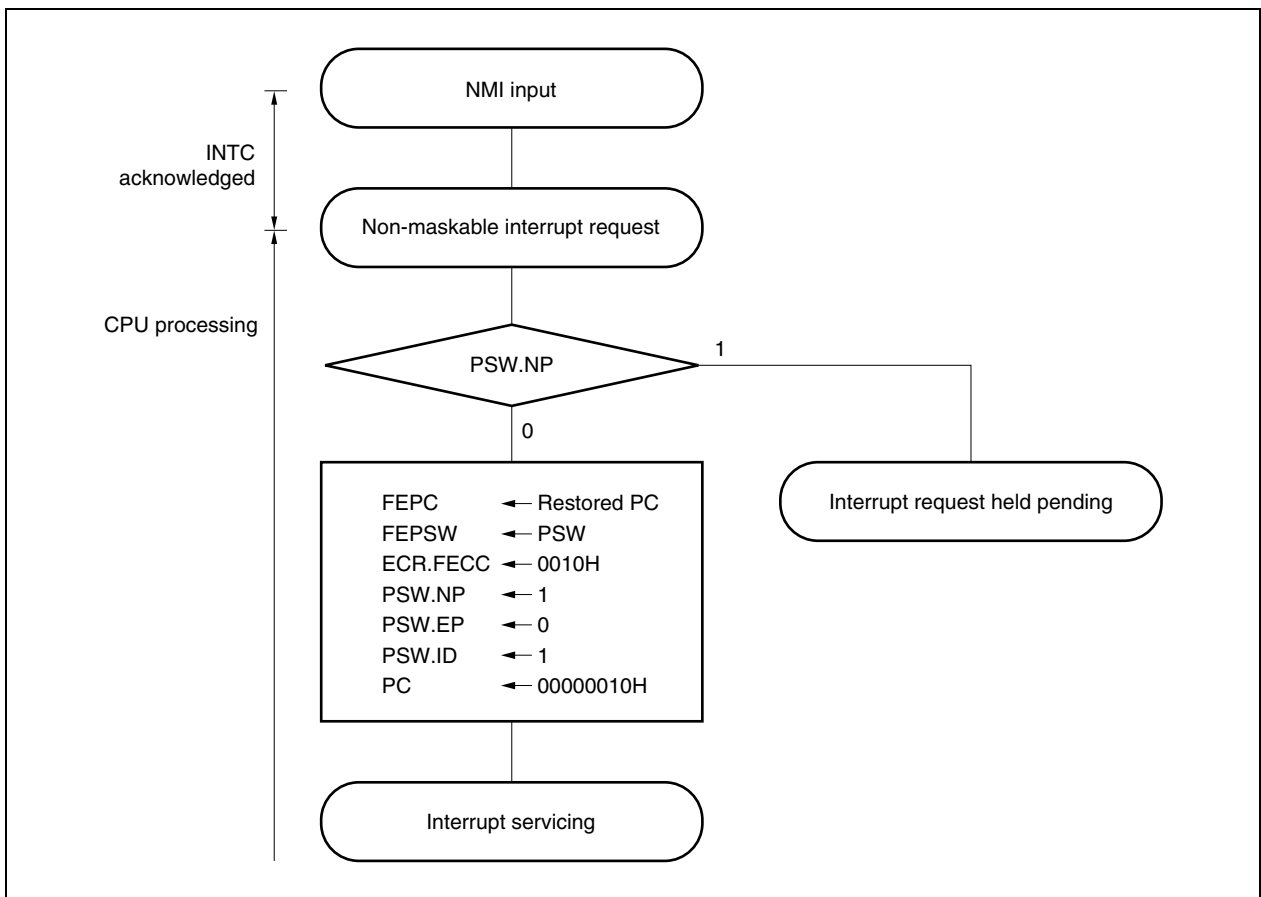 NMI input
INTC
acknowledged
Non-maskable interrupt request
CPU processing
PSW.NP
1
0
FEPC ← Restored PC
FEPSW ← PSW
ECR.FECC ← 0010H
PSW.NP ← 1
PSW.EP ← 0
PSW.ID ← 1
PC ← 00000010H
Interrupt request held pending
Interrupt servicing